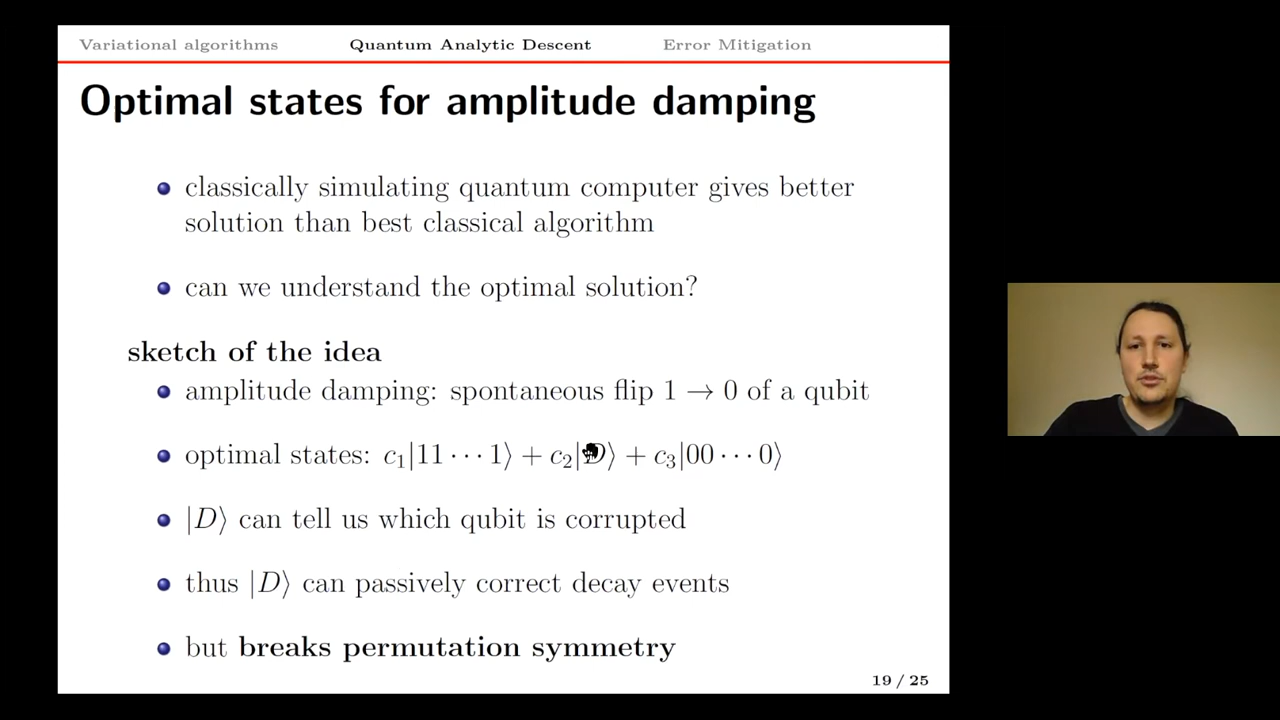 Variational algorithms Quantum Analytic Descent Error Mitigation
Optimal states for amplitude damping
classically simulating quantum computer gives better
solution than best classical algorithm
can we understand the optimal solution?
sketch of the idea
amplitude damping: spontaneous flip 1 → 0 of a qubit
optimal states: c₁|11 · · · 1⟩ + c₂|D⟩ + c₃|00 · · · 0⟩
|D⟩ can tell us which qubit is corrupted
thus |D⟩ can passively correct decay events
but breaks permutation symmetry
19 / 25